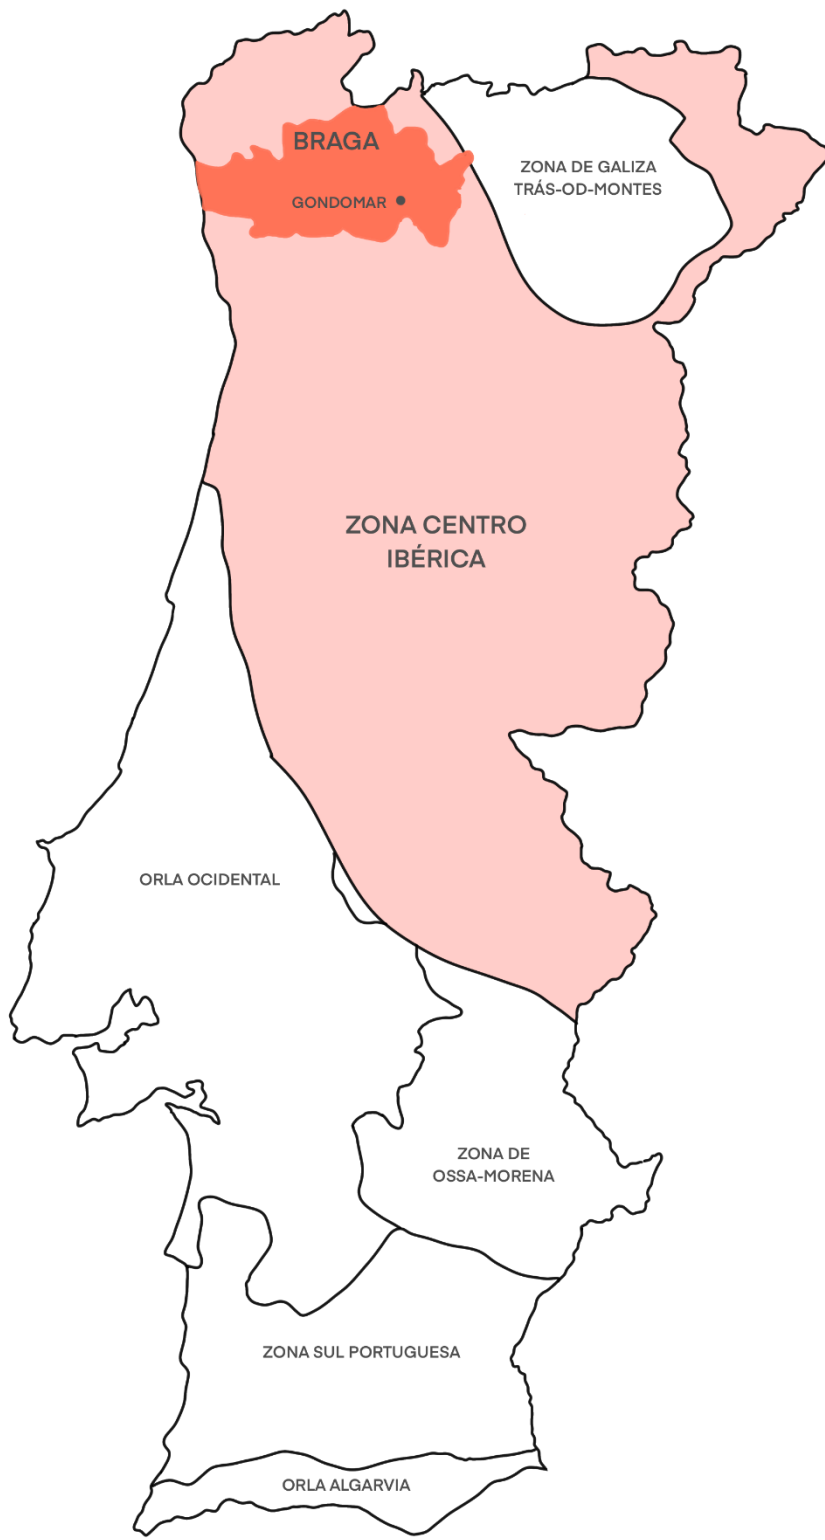 BRAGA
GONDOMAR
ZONA DE GALIZA
TRÁS-OD-MONTES
ZONA CENTRO
IBÉRICA
ORLA OCIDENTAL
ZONA DE
OSSA-MORENA
ZONA SUL PORTUGUESA
ORLA ALGARVIA